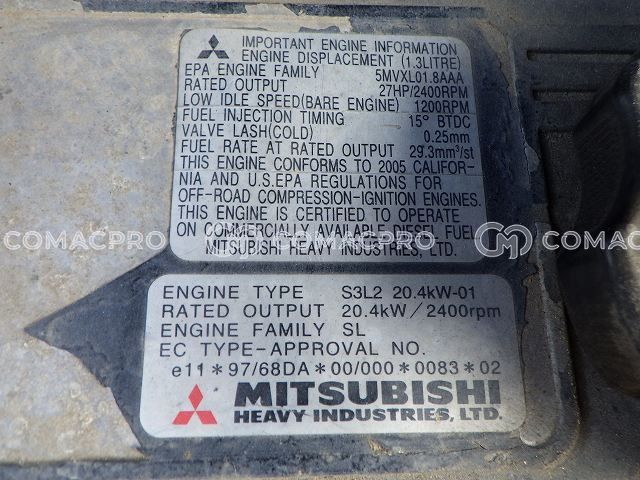 IMPORTANT ENGINE INFORMATION
ENGINE DISPLACEMENT (1.3LITRE)
EPA ENGINE FAMILY 5MVXL01.8AAA
RATED OUTPUT 27HP/2400RPM
LOW IDLE SPEED(BARE ENGINE) 1200RPM
FUEL INJECTION TIMING 15° BTDC
VALVE LASH(COLD) 0.25mm
FUEL RATE AT RATED OUTPUT 29.3mm³/st
THIS ENGINE CONFORMS TO 2005 CALIFOR-
NIA AND U.S.EPA REGULATIONS FOR
OFF-ROAD COMPRESSION-IGNITION ENGINES.
THIS ENGINE IS CERTIFIED TO OPERATE
ON COMMERCIALLY AVAILABLE DIESEL FUEL
MITSUBISHI HEAVY INDUSTRIES, LTD.
COMACPRO COMACPRO COMACPRO
ENGINE TYPE S3L2 20.4kW-01
RATED OUTPUT 20.4kW/2400rpm
ENGINE FAMILY SL
EC TYPE-APPROVAL NO.
e11*97/68DA*00/000*0083*02
MITSUBISHI
HEAVY INDUSTRIES, LTD.